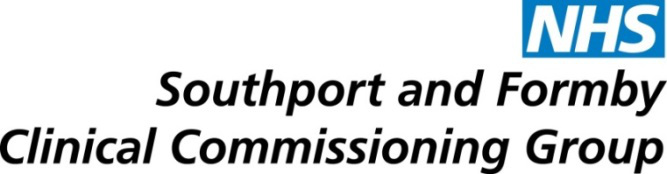 NHS
Southport and Formby
Clinical Commissioning Group